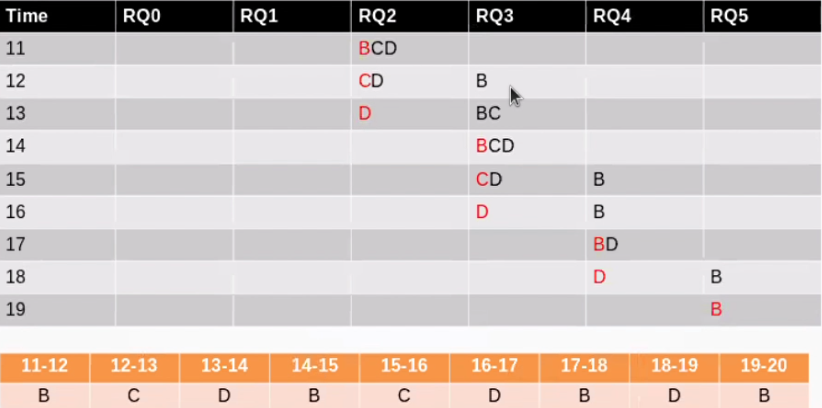 Time RQ0 RQ1 RQ2 RQ3 RQ4 RQ5
11 BCD
12 CD B
13 D BC
14 BCD
15 CD B
16 D B
17 BD
18 D B
19 B
11-12 12-13 13-14 14-15 15-16 16-17 17-18 18-19 19-20
B C D B C D B D B